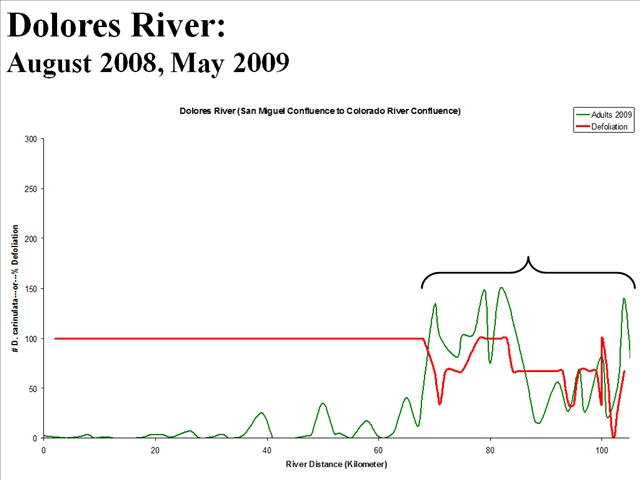 Dolores River:
August 2008, May 2009
Dolores River (San Miguel Confluence to Colorado River Confluence)
Adults 2009
Defoliation
300
250
200
150
100
50
0
# D. carinulata---or---% Defoliation
0 20 40 60 80 100
River Distance (Kilometer)